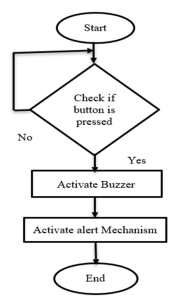 Start
Check if
button is
pressed
No
Yes
Activate Buzzer
Activate alert Mechanism
End